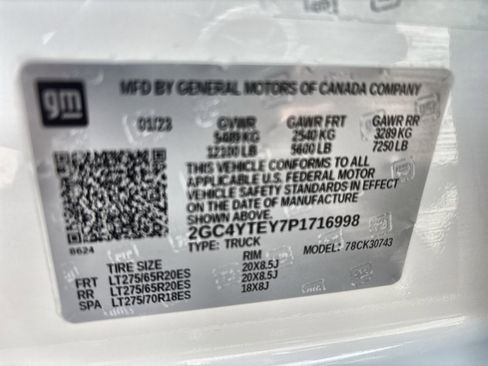 gm
MFD BY GENERAL MOTORS OF CANADA COMPANY
01/23 GVWR GAWR FRT GAWR RR
5489 KG 2540 KG 3289 KG
12100 LB 5600 LB 7250 LB
THIS VEHICLE CONFORMS TO ALL
APPLICABLE U.S. FEDERAL MOTOR
VEHICLE SAFETY STANDARDS IN EFFECT
ON THE DATE OF MANUFACTURE
2GC4YTEY7P1716998
8624 TYPE: TRUCK MODEL: 78CK30743
TIRE SIZE RIM
FRT LT275/65R20ES 20X8.5J
RR LT275/65R20ES 20X8.5J
SPA LT275/70R18ES 18X8J